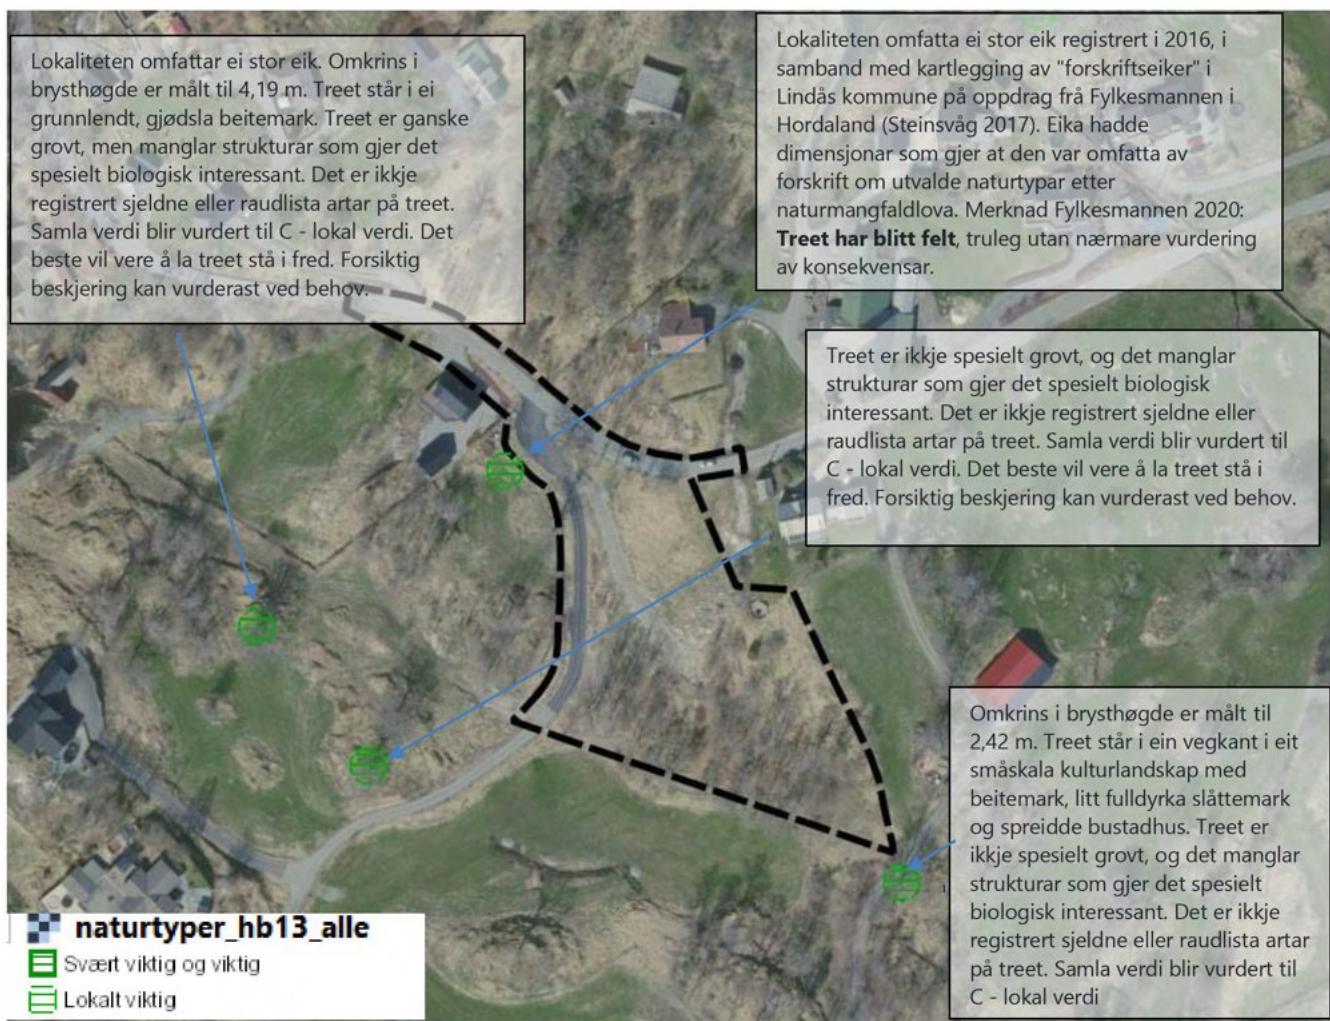 Lokaliteten omfattar ei stor eik. Omkrins i
brysthøgde er målt til 4,19 m. Treet står i ei
grunnlendt, gjødsla beitemark. Treet er ganske
grovt, men manglar strukturar som gjer det
spesielt biologisk interessant. Det er ikkje
registrert sjeldne eller raudlista artar på treet.
Samla verdi blir vurdert til C - lokal verdi. Det
beste vil vere å la treet stå i fred. Forsiktig
beskjering kan vurderast ved behov.
Lokaliteten omfatta ei stor eik registrert i 2016, i
samband med kartlegging av "forskriftseiker" i
Lindås kommune på oppdrag frå Fylkesmannen i
Hordaland (Steinsvåg 2017). Eika hadde
dimensjonar som gjer at den var omfatta av
forskrift om utvalde naturtypar etter
naturmangfaldlova. Merknad Fylkesmannen 2020:
Treet har blitt felt, truleg utan nærmare vurdering
av konsekvensar.
Treet er ikkje spesielt grovt, og det manglar
strukturar som gjer det spesielt biologisk
interessant. Det er ikkje registrert sjeldne eller
raudlista artar på treet. Samla verdi blir vurdert til
C - lokal verdi. Det beste vil vere å la treet stå i
fred. Forsiktig beskjering kan vurderast ved behov.
Omkrins i brysthøgde er målt til
2,42 m. Treet står i ein vegkant i eit
småskala kulturlandskap med
beitemark, litt fulldyrka slåttemark
og spreidde bustadhus. Treet er
ikkje spesielt grovt, og det manglar
strukturar som gjer det spesielt
biologisk interessant. Det er ikkje
registrert sjeldne eller raudlista artar
på treet. Samla verdi blir vurdert til
C - lokal verdi
naturtyper_hb13_alle
Svært viktig og viktig
Lokalt viktig